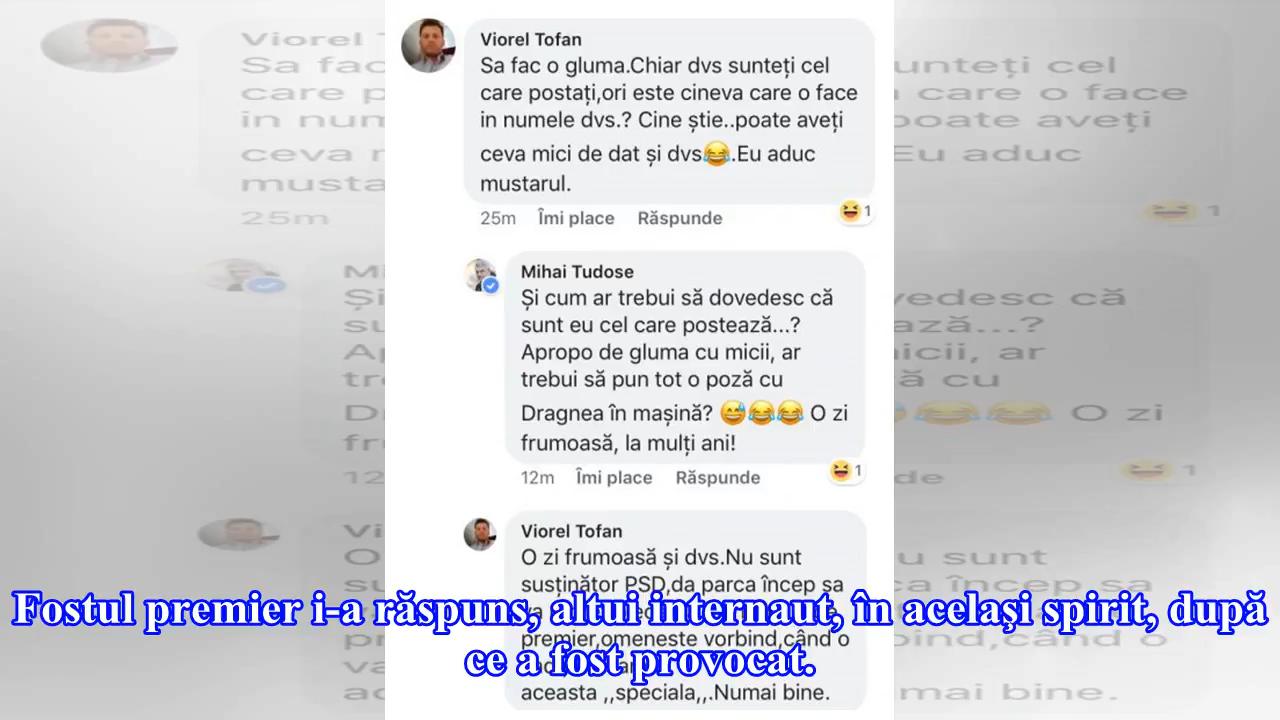 Viorel Tofan
Sa fac o gluma.Chiar dvs sunteți cel
care postați,ori este cineva care o face
in numele dvs.? Cine știe..poate aveți
ceva mici de dat și dvs😂.Eu aduc
mustarul.
25m Îmi place Răspunde 1
Mihai Tudose
Și cum ar trebui să dovedesc că
sunt eu cel care postează...?
Apropo de gluma cu micii, ar
trebui să pun tot o poză cu
Dragnea în mașină? 😅😂😂 O zi
frumoasă, la mulți ani!
12m Îmi place Răspunde 1
Viorel Tofan
O zi frumoasă și dvs.Nu sunt
susținător PSD,da parca încep sa
premier,omeneste vorbind,când o
aceasta ,,speciala,,.Numai bine.
Fostul premier i-a răspuns, altui internaut, în același spirit, după
ce a fost provocat.